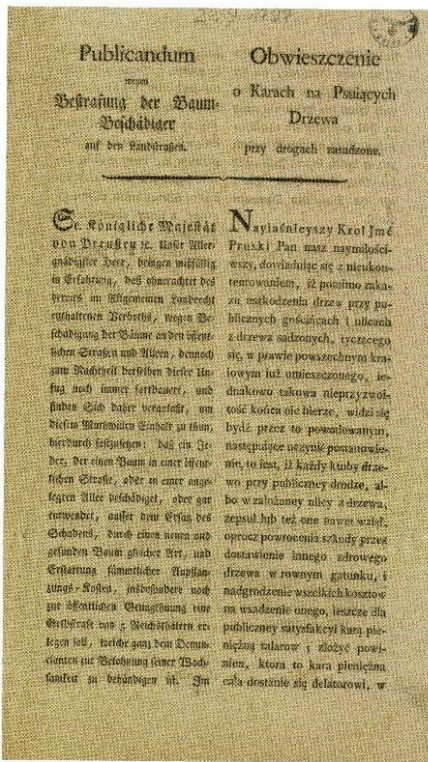 Publicandum
wegen
Bestrafung der Baum-
Beschädiger
auf den Landstraßen.
Obwieszczenie
o Karach na Psuiących
Drzewa
przy drogach zasadzone.
Se. Königliche Majestät
von Preußen ꝛc. Unser Aller-
gnädigster Herr, bringen mißfällig
in Erfahrung, daß ohnerachtet des
bereits im Allgemeinen Landrecht
enthaltenen Verboths, wegen Be-
schädigung der Bäume an den öffent-
lichen Straßen und Alleen, dennoch
zum Nachtheil derselben dieser Un-
fug noch immer fortdauert, und
finden Sich daher veranlaßt, um
diesem Muthwillen Einhalt zu thun,
hierdurch festzusetzen: daß ein Je-
der, der einen Baum in einer öffent-
lichen Straße, oder in einer ange-
legten Allee beschädiget, oder gar
entwendet, ausser dem Ersatz des
Schadens, durch einen neuen und
gesunden Baum gleicher Art, und
Erstattung sämmtlicher Anpflan-
zungs-Kosten, insbesondere noch
zur öffentlichen Genugthuung eine
Geldstrafe von 5 Reichsthalern er-
legen soll, welche ganz dem Denun-
cianten zur Belohnung seiner Wach-
samkeit zu behändigen ist. Im
Nayiaśnieyszy Krol Jmć
Pruski Pan nasz naymiłości-
wszy, dowiaduiąc się z nieukon-
tentowaniem, iż pomimo zaka-
zu uszkodzenia drzew przy pu-
blicznych gościńcach i ulicach
z drzewa sadzonych, tyczącego
się, w prawie powszechnym kra-
iowym iuż umieszczonego, ie-
dnakowo takowa nieprzyzwoi-
tość końca nie bierze, widzi się
bydź przez to powodowanym,
następuiące uczynić postanowie-
nie, to iest, iż każdy ktoby drze-
wo przy publiczney drodze, al-
bo w założoney ulicy z drzewa,
zepsuł lub też one nawet wziął,
oprocz powrocenia szkody przez
dostawienie innego zdrowego
drzewa w rownym gatunku, i
nadgrodzenie wszelkich kosztow
na wsadzenie onego, ieszcze dla
publiczney satysfakcyi karę pie-
niężną talarow 5 złożyć powi-
nien, ktora to kara pieniężna
cała dostanie się delatorowi, w